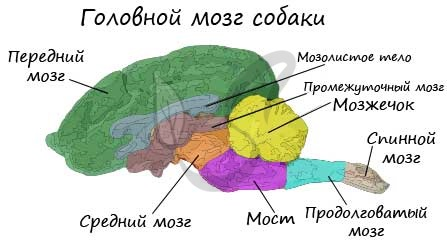 Головной мозг собаки
Передний
мозг
Мозолистое тело
Промежуточный мозг
Мозжечок
Спинной
мозг
Средний мозг
Мост
Продолговатый
мозг